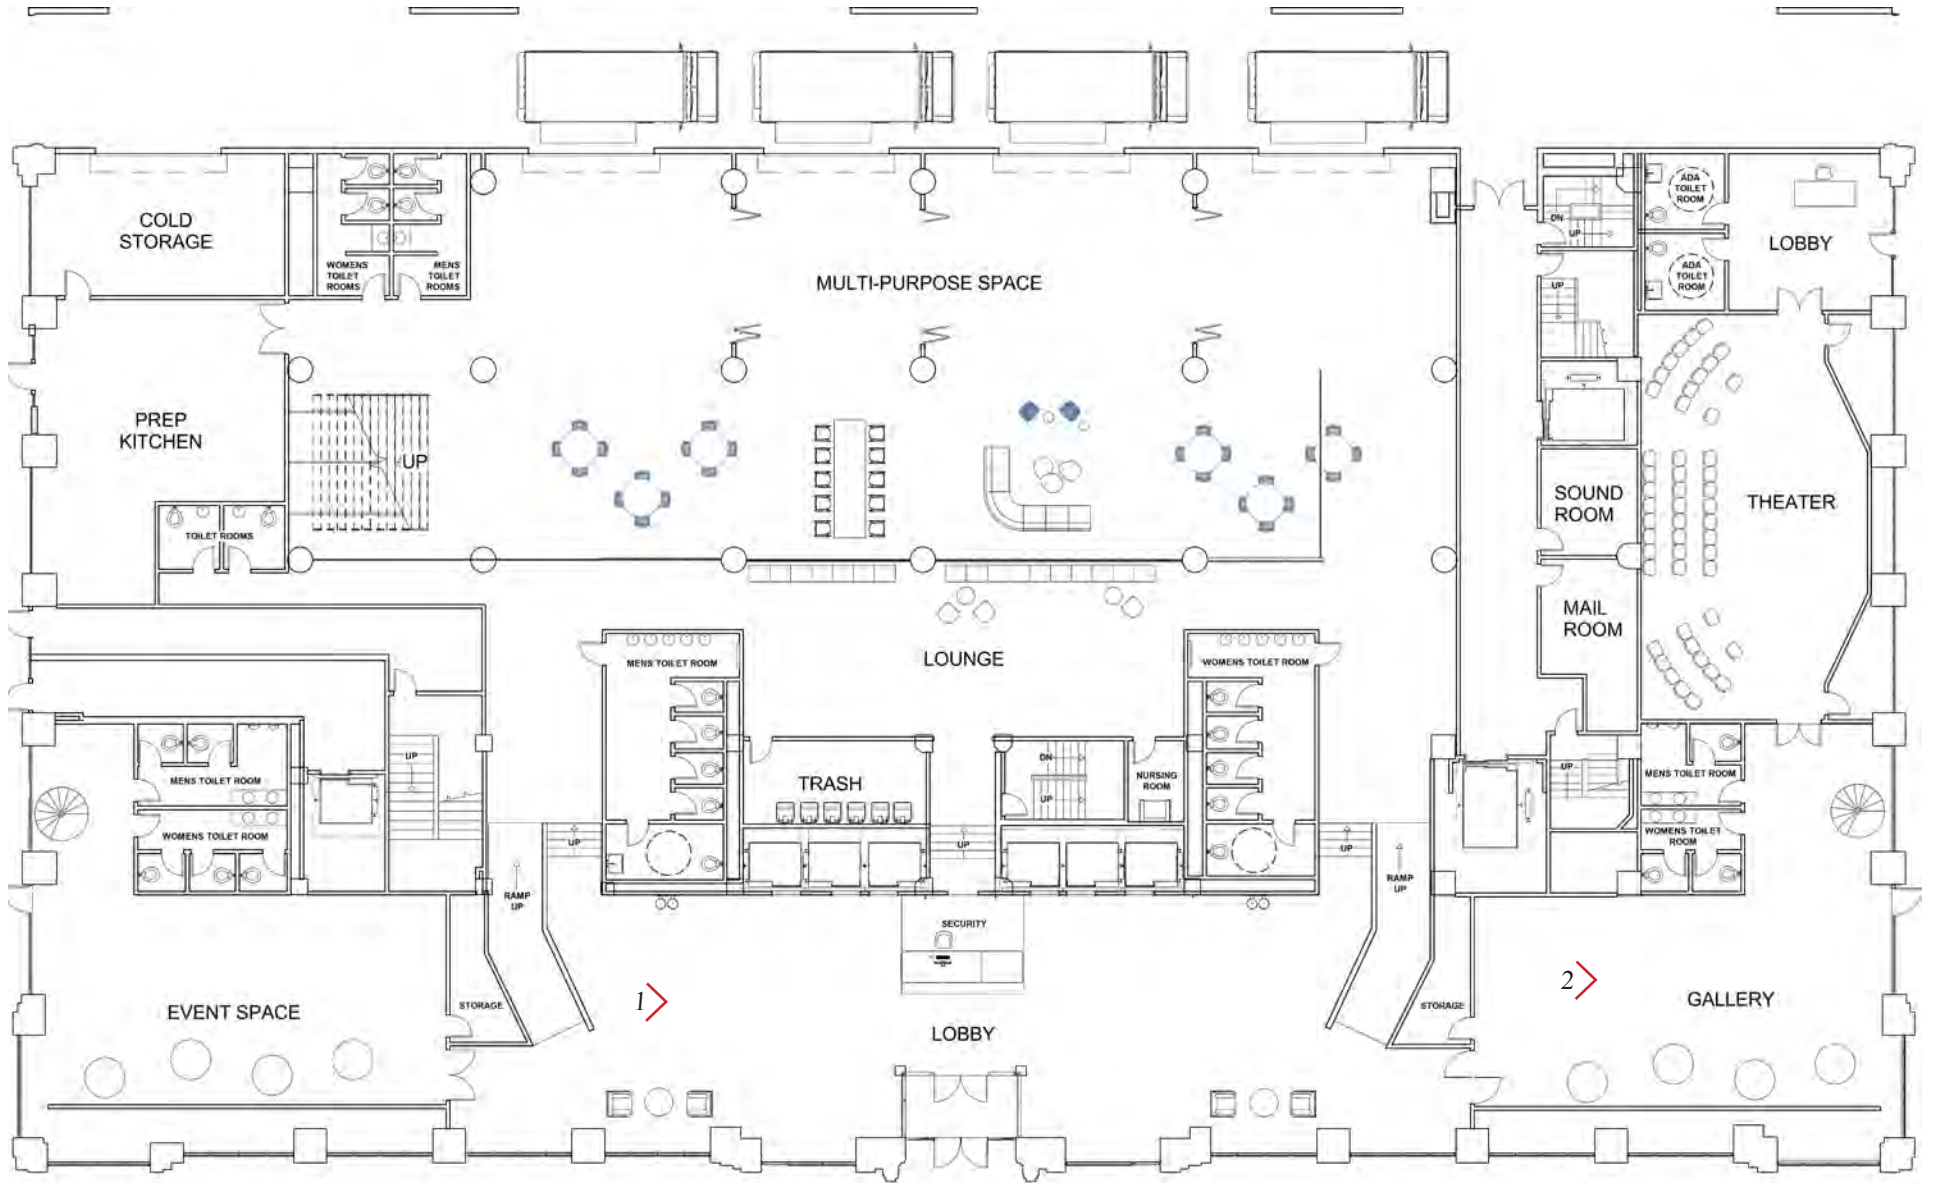 COLD
STORAGE
WOMENS
TOILET
ROOMS
MENS
TOILET
ROOMS
MULTI-PURPOSE SPACE
DN
UP
ADA
TOILET
ROOM
LOBBY
ADA
TOILET
ROOM
UP
PREP
KITCHEN
UP
TOILET ROOMS
SOUND
ROOM
THEATER
MAIL
ROOM
MENS TOILET ROOM
LOUNGE
WOMENS TOILET ROOM
UP
MENS TOILET ROOM
WOMENS TOILET ROOM
TRASH
DN
UP
NURSING
ROOM
UP
MENS TOILET ROOM
WOMENS TOILET
ROOM
UP
UP
UP
RAMP
UP
RAMP
UP
SECURITY
STORAGE
1
STORAGE
2
EVENT SPACE
LOBBY
GALLERY